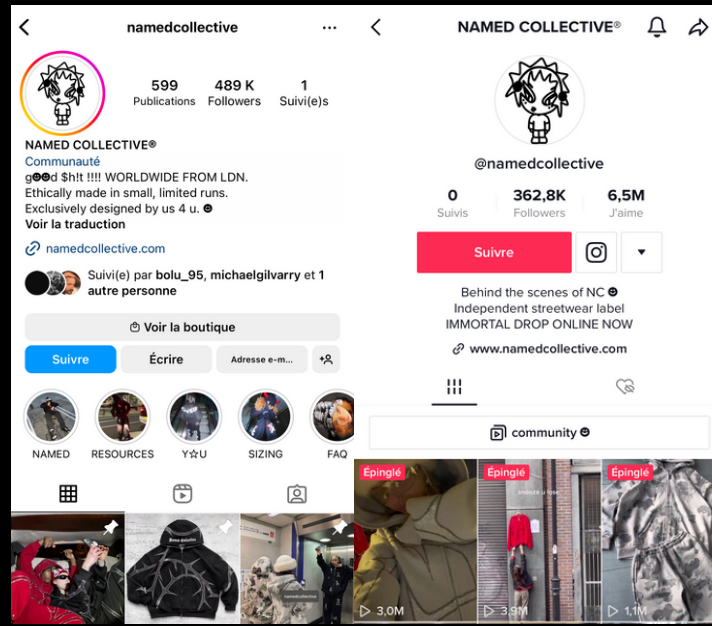 namedcollective
599 489 K 1
Publications Followers Suivi(e)s
NAMED COLLECTIVE®
Communauté
g☻☻d $h!t !!!! WORLDWIDE FROM LDN.
Ethically made in small, limited runs.
Exclusively designed by us 4 u. ☻
Voir la traduction
namedcollective.com
Suivi(e) par bolu_95, michaelgilvarry et 1
autre personne
Voir la boutique
Suivre Écrire Adresse e-m...
NAMED RESOURCES Y☆U SIZING FAQ
namedcollective
NAMED COLLECTIVE®
@namedcollective
0 362,8K 6,5M
Suivis Followers J'aime
Suivre
Behind the scenes of NC ☻
Independent streetwear label
IMMORTAL DROP ONLINE NOW
www.namedcollective.com
community ☻
Épinglé Épinglé Épinglé
snooze u lose
3,0M 3,9M 1,1M